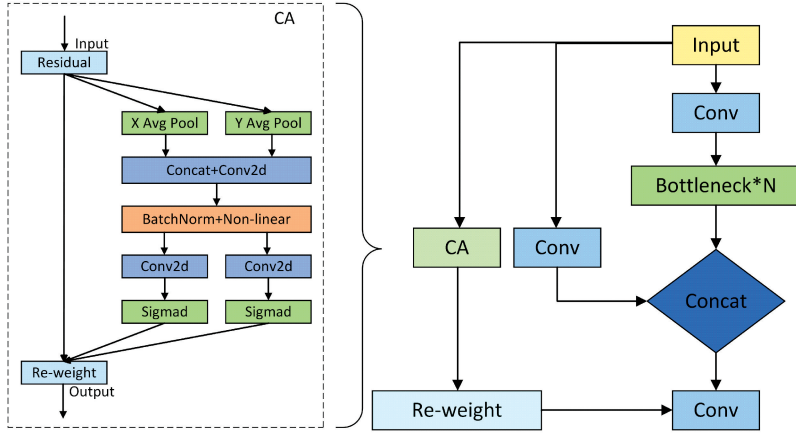 CA
Input
Residual
X Avg Pool
Y Avg Pool
Concat+Conv2d
BatchNorm+Non-linear
Conv2d
Conv2d
Sigmad
Sigmad
Re-weight
Output
Input
Conv
Bottleneck*N
CA
Conv
Concat
Re-weight
Conv